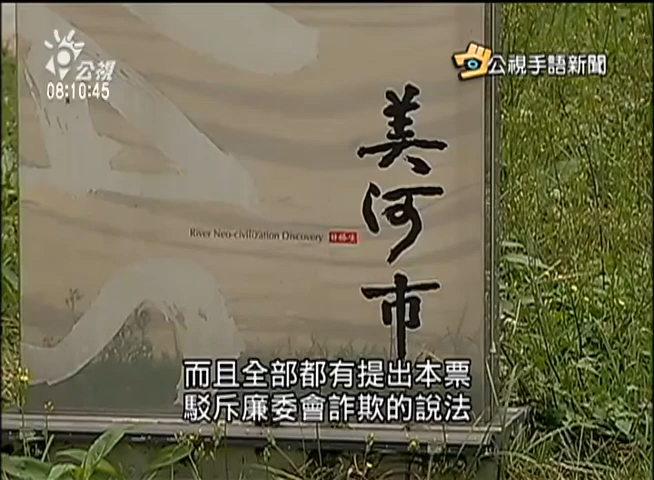 公視
08:10:45
公視手語新聞
美河市
River Neo-civilization Discovery
而且全部都有提出本票
駁斥廉委會詐欺的說法